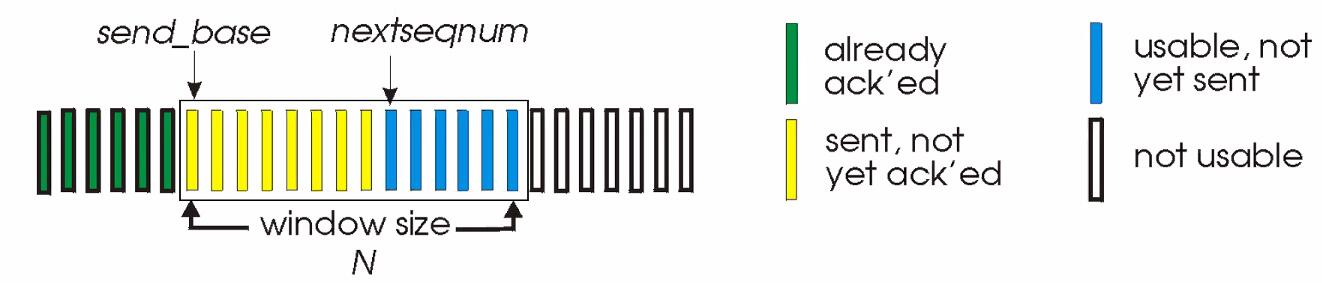 send_base
nextseqnum
window size
N
already
ack'ed
sent, not
yet ack'ed
usable, not
yet sent
not usable